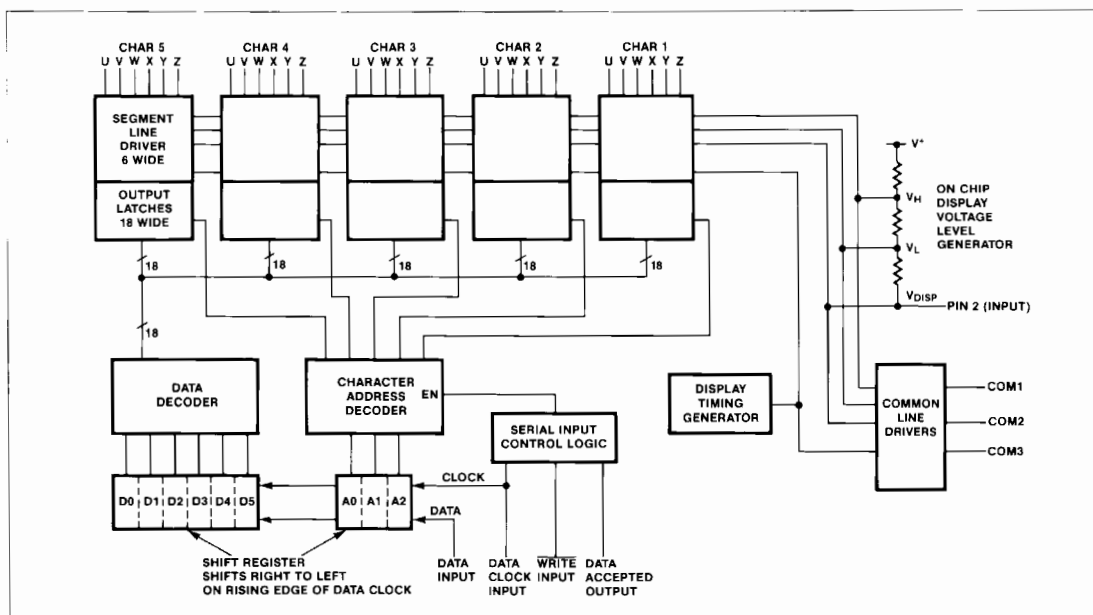 CHAR 5 CHAR 4 CHAR 3 CHAR 2 CHAR 1
U V W X Y Z U V W X Y Z U V W X Y Z U V W X Y Z U V W X Y Z
SEGMENT
LINE
DRIVER
6 WIDE
OUTPUT
LATCHES
18 WIDE
V+
VH
VL
VDISP
ON CHIP
DISPLAY
VOLTAGE
LEVEL
GENERATOR
PIN 2 (INPUT)
18 18 18 18 18
18
DATA
DECODER
CHARACTER
ADDRESS
DECODER
EN
SERIAL INPUT
CONTROL LOGIC
DISPLAY
TIMING
GENERATOR
COMMON
LINE
DRIVERS
COM1
COM2
COM3
D0 D1 D2 D3 D4 D5
A0 A1 A2
CLOCK
DATA
SHIFT REGISTER
SHIFTS RIGHT TO LEFT
ON RISING EDGE OF DATA CLOCK
DATA
INPUT
DATA
CLOCK
INPUT
WRITE
INPUT
DATA
ACCEPTED
OUTPUT